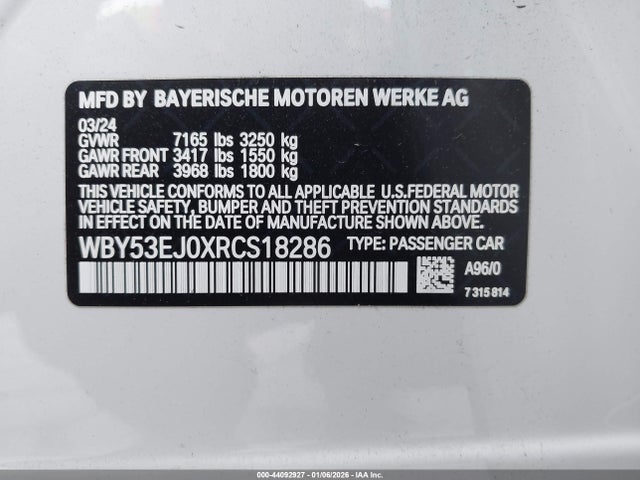 MFD BY BAYERISCHE MOTOREN WERKE AG
03/24
GVWR 7165 lbs 3250 kg
GAWR FRONT 3417 lbs 1550 kg
GAWR REAR 3968 lbs 1800 kg
THIS VEHICLE CONFORMS TO ALL APPLICABLE U.S.FEDERAL MOTOR
VEHICLE SAFETY, BUMPER AND THEFT PREVENTION STANDARDS
IN EFFECT ON THE DATE OF MANUFACTURE SHOWN ABOVE.
WBY53EJ0XRCS18286 TYPE: PASSENGER CAR
A96/0
7 315 814
000-44092927 - 01/06/2026 - IAA Inc.